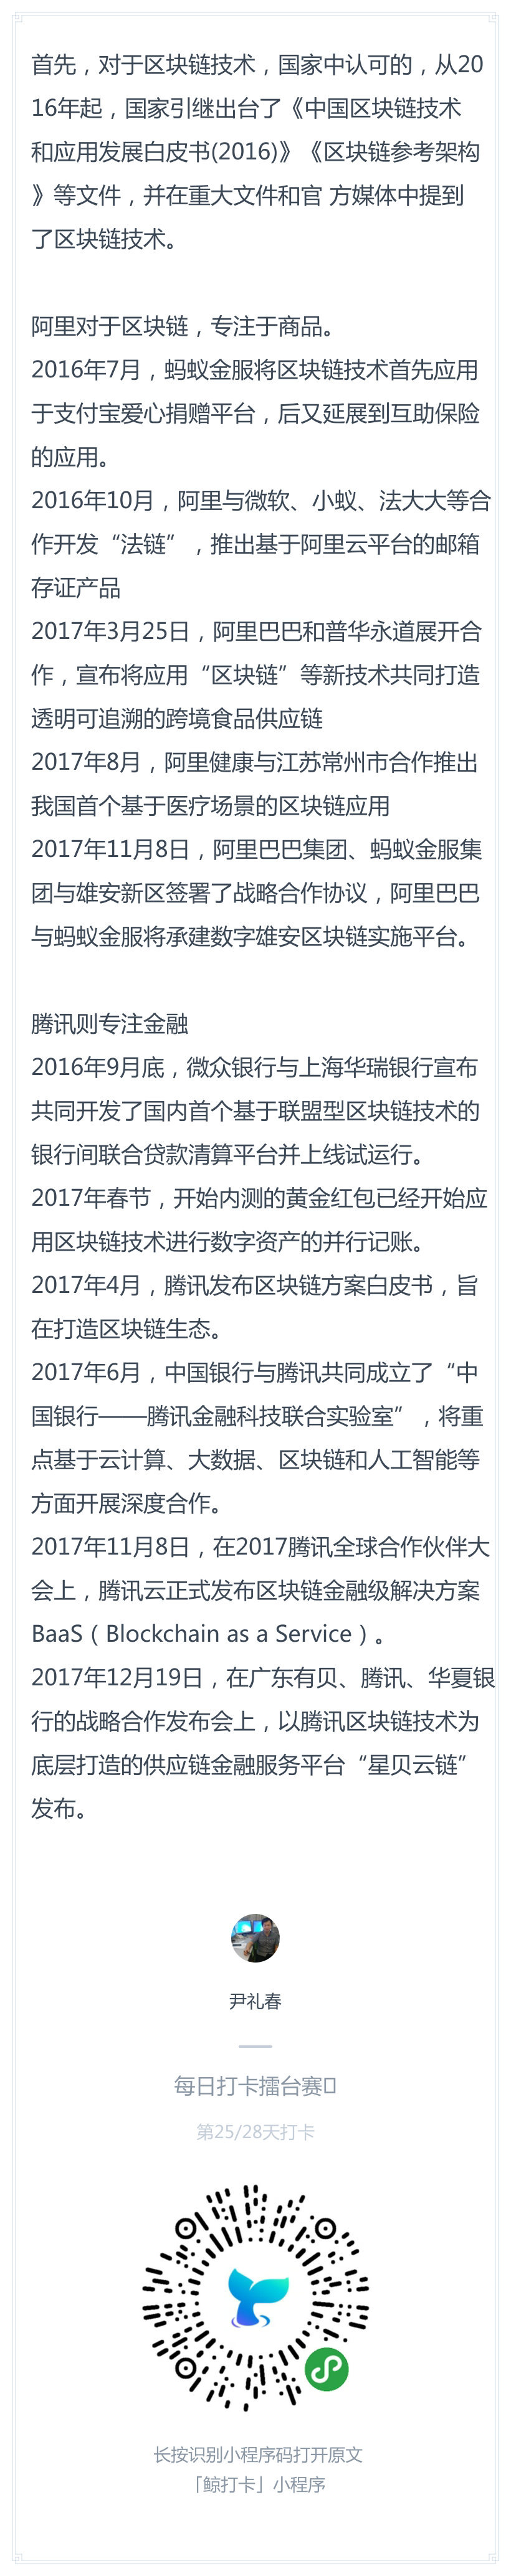 首先，对于区块链技术，国家中认可的，从20
16年起，国家引继出台了《中国区块链技术
和应用发展白皮书(2016)》《区块链参考架构
》等文件，并在重大文件和官 方媒体中提到
了区块链技术。
阿里对于区块链，专注于商品。
2016年7月，蚂蚁金服将区块链技术首先应用
于支付宝爱心捐赠平台，后又延展到互助保险
的应用。
2016年10月，阿里与微软、小蚁、法大大等合
作开发“法链”，推出基于阿里云平台的邮箱
存证产品
2017年3月25日，阿里巴巴和普华永道展开合
作，宣布将应用“区块链”等新技术共同打造
透明可追溯的跨境食品供应链
2017年8月，阿里健康与江苏常州市合作推出
我国首个基于医疗场景的区块链应用
2017年11月8日，阿里巴巴集团、蚂蚁金服集
团与雄安新区签署了战略合作协议，阿里巴巴
与蚂蚁金服将承建数字雄安区块链实施平台。
腾讯则专注金融
2016年9月底，微众银行与上海华瑞银行宣布
共同开发了国内首个基于联盟型区块链技术的
银行间联合贷款清算平台并上线试运行。
2017年春节，开始内测的黄金红包已经开始应
用区块链技术进行数字资产的并行记账。
2017年4月，腾讯发布区块链方案白皮书，旨
在打造区块链生态。
2017年6月，中国银行与腾讯共同成立了“中
国银行——腾讯金融科技联合实验室”，将重
点基于云计算、大数据、区块链和人工智能等
方面开展深度合作。
2017年11月8日，在2017腾讯全球合作伙伴大
会上，腾讯云正式发布区块链金融级解决方案
BaaS（Blockchain as a Service）。
2017年12月19日，在广东有贝、腾讯、华夏银
行的战略合作发布会上，以腾讯区块链技术为
底层打造的供应链金融服务平台“星贝云链”
发布。
尹礼春
每日打卡擂台赛
第25/28天打卡
长按识别小程序码打开原文
「鲸打卡」小程序